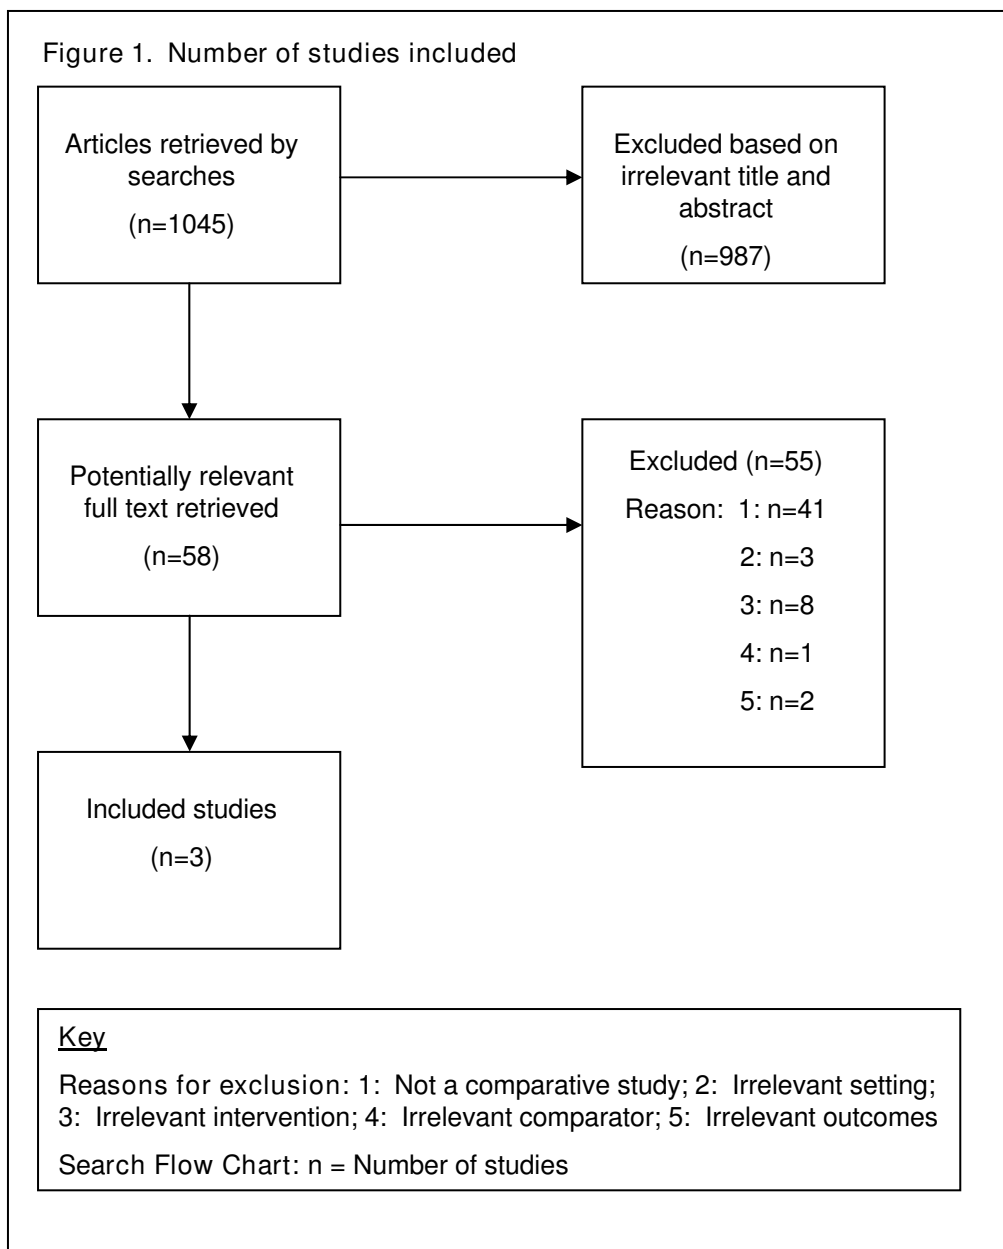 Figure 1. Number of studies included
Articles retrieved by
searches
(n=1045)
Excluded based on
irrelevant title and
abstract
(n=987)
Potentially relevant
full text retrieved
(n=58)
Excluded (n=55)
Reason: 1: n=41
2: n=3
3: n=8
4: n=1
5: n=2
Included studies
(n=3)
Key
Reasons for exclusion: 1: Not a comparative study; 2: Irrelevant setting;
3: Irrelevant intervention; 4: Irrelevant comparator; 5: Irrelevant outcomes
Search Flow Chart: n = Number of studies